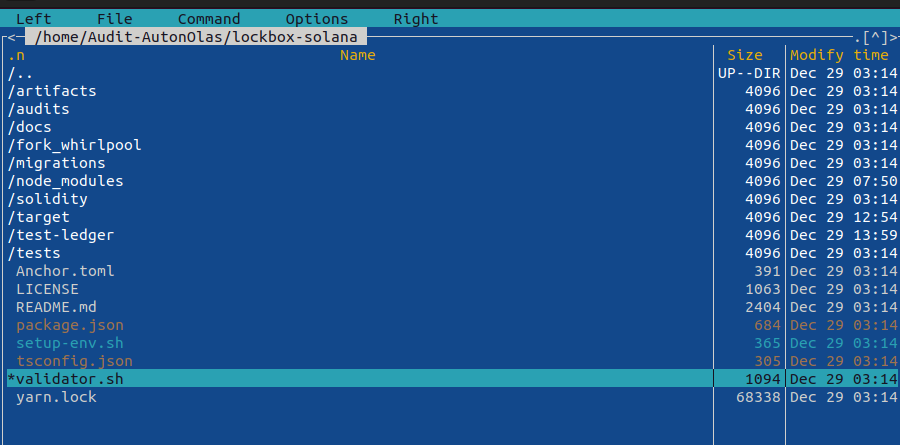 Left File Command Options Right
<- /home/Audit-AutonOlas/lockbox-solana .[^]>
.n Name Size Modify time
/.. UP--DIR Dec 29 03:14
/artifacts 4096 Dec 29 03:14
/audits 4096 Dec 29 03:14
/docs 4096 Dec 29 03:14
/fork_whirlpool 4096 Dec 29 03:14
/migrations 4096 Dec 29 03:14
/node_modules 4096 Dec 29 07:50
/solidity 4096 Dec 29 03:14
/target 4096 Dec 29 12:54
/test-ledger 4096 Dec 29 13:59
/tests 4096 Dec 29 03:14
Anchor.toml 391 Dec 29 03:14
LICENSE 1063 Dec 29 03:14
README.md 2404 Dec 29 03:14
package.json 684 Dec 29 03:14
setup-env.sh 365 Dec 29 03:14
tsconfig.json 305 Dec 29 03:14
*validator.sh 1094 Dec 29 03:14
yarn.lock 68338 Dec 29 03:14